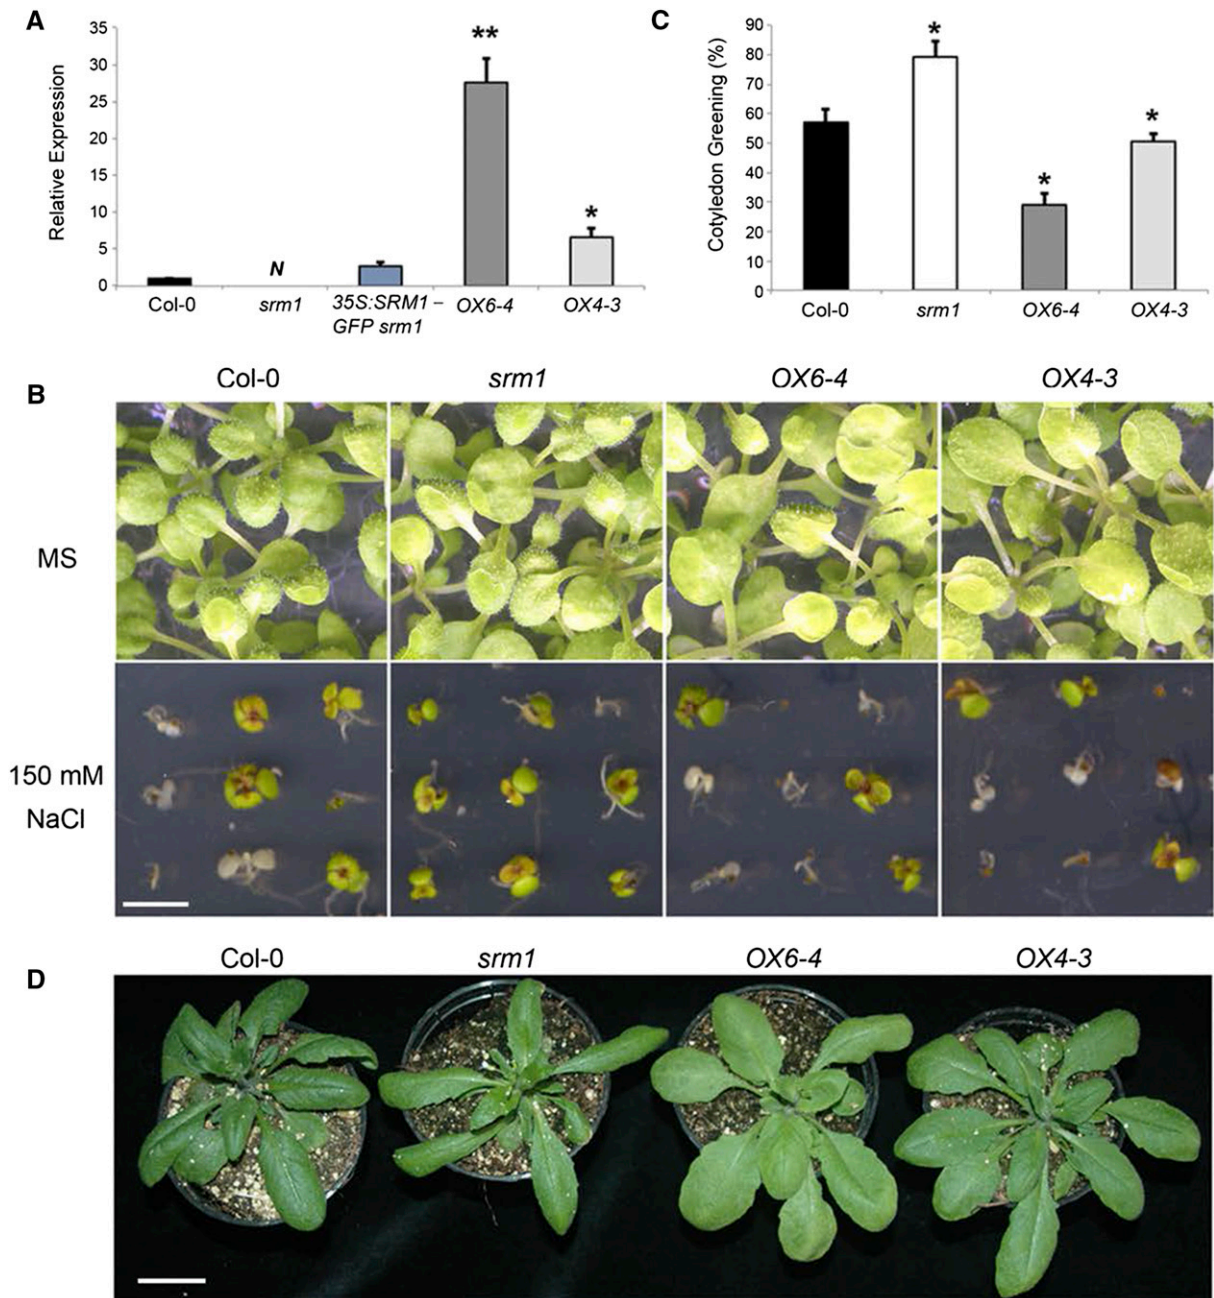 A
Relative Expression
35
30
25
20
15
10
5
0
N
**
*
Col-0
srm1
35S:SRM1 –
GFP srm1
OX6-4
OX4-3
C
Cotyledon Greening (%)
90
80
70
60
50
40
30
20
10
0
*
*
*
Col-0
srm1
OX6-4
OX4-3
B
Col-0
srm1
OX6-4
OX4-3
MS
150 mM
NaCl
D
Col-0
srm1
OX6-4
OX4-3